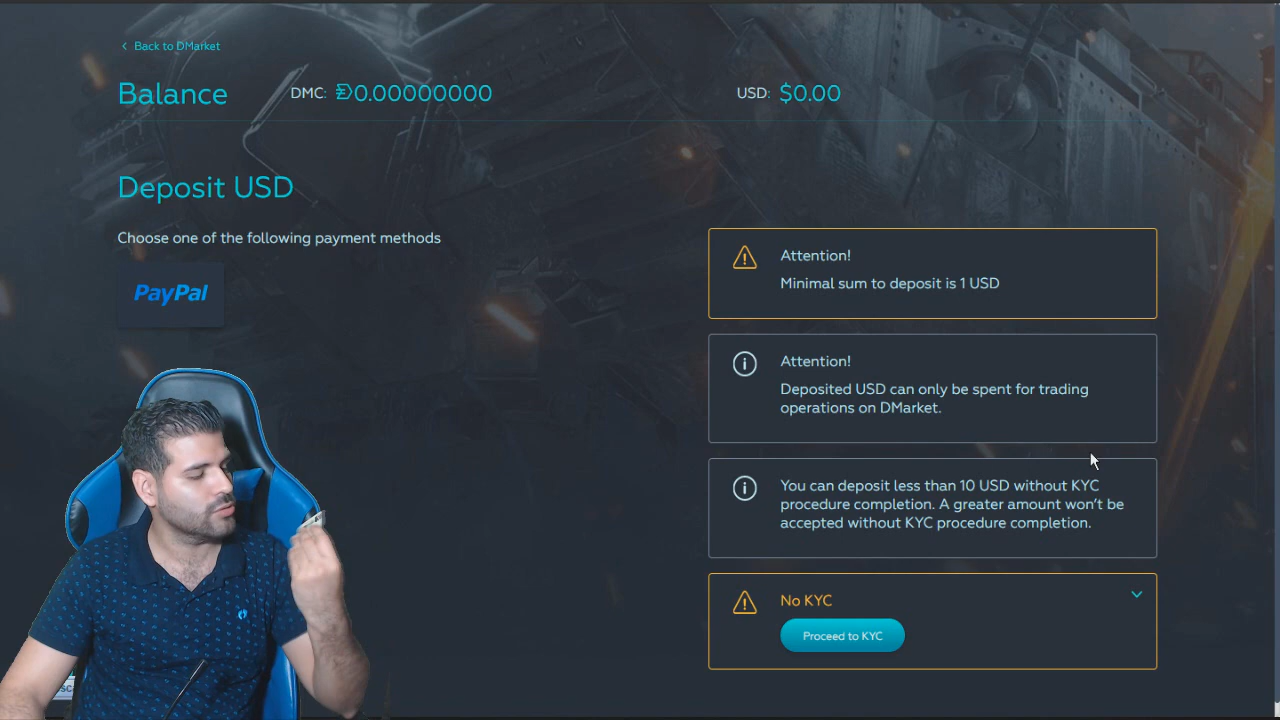 Back to DMarket
Balance DMC: 0.00000000 USD: $0.00
Deposit USD
Choose one of the following payment methods
PayPal
Attention!
Minimal sum to deposit is 1 USD
Attention!
Deposited USD can only be spent for trading
operations on DMarket.
You can deposit less than 10 USD without KYC
procedure completion. A greater amount won't be
accepted without KYC procedure completion.
No KYC
Proceed to KYC